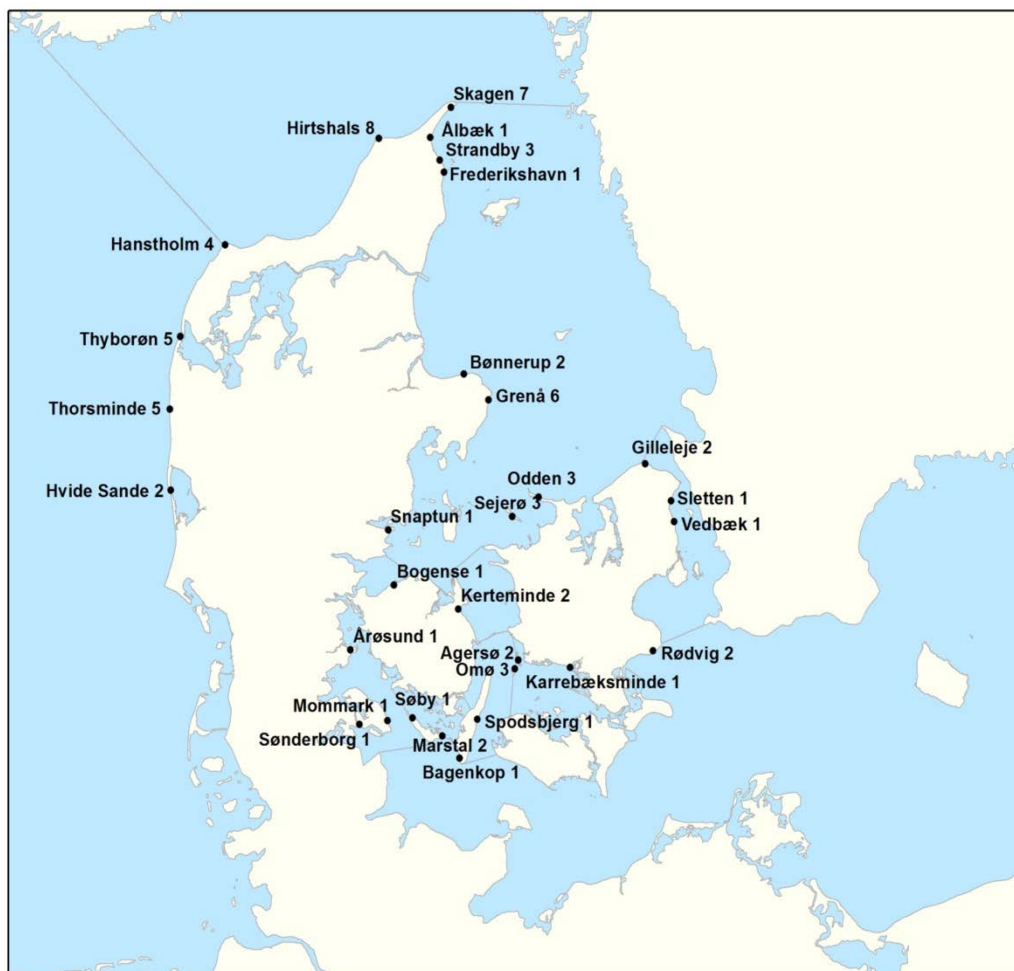 Skagen 7
Hirtshals 8
Ålbæk 1
Strandby 3
Frederikshavn 1
Hanstholm 4
Thyborøn 5
Bønnerup 2
Grenå 6
Thorsminde 5
Gilleleje 2
Hvide Sande 2
Odden 3
Sejerø 3
Sletten 1
Snaptun 1
Vedbæk 1
Bogense 1
Kerteminde 2
Årøsund 1
Agersø 2
Rødvig 2
Omø 3
Karrebæksminde 1
Mommark 1
Søby 1
Spodsbjerg 1
Sønderborg 1
Marstal 2
Bagenkop 1